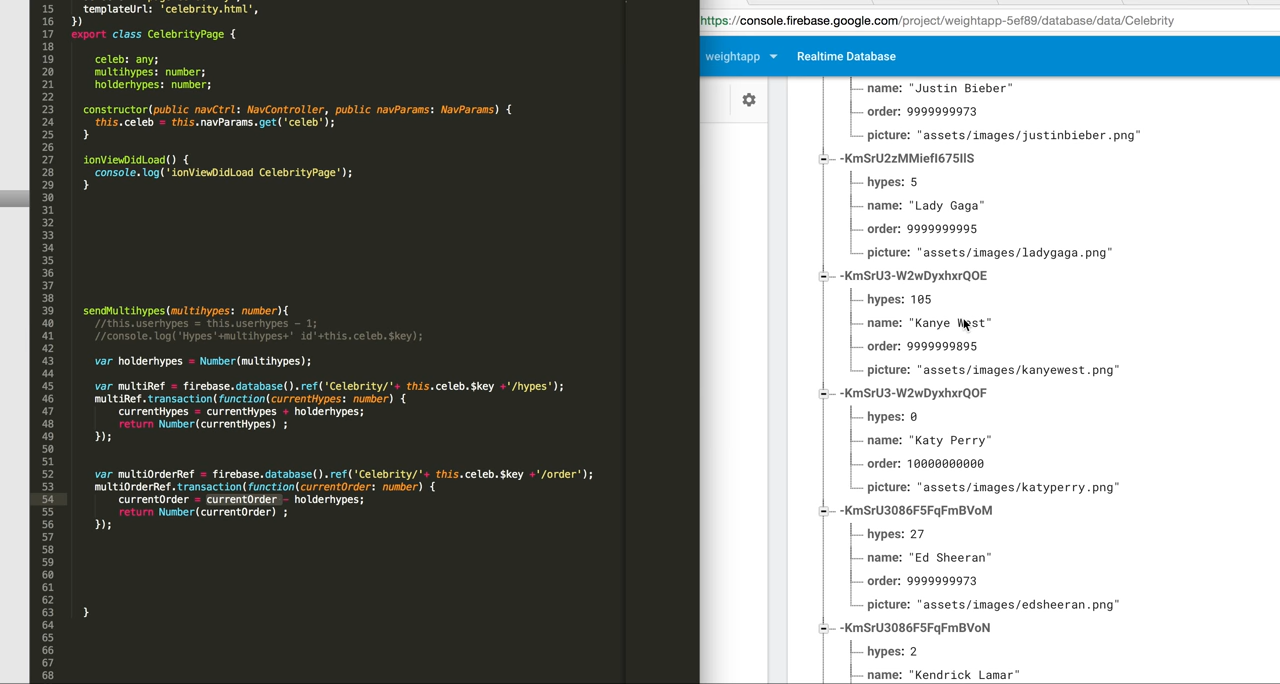 15 templateUrl: 'celebrity.html',
16 })
17 export class CelebrityPage {
18
19 celeb: any;
20 multihypes: number;
21 holderhypes: number;
22
23 constructor(public navCtrl: NavController, public navParams: NavParams) {
24 this.celeb = this.navParams.get('celeb');
25 }
26
27 ionViewDidLoad() {
28 console.log('ionViewDidLoad CelebrityPage');
29 }
30
31
32
33
34
35
36
37
38
39 sendMultihypes(multihypes: number){
40 //this.userhypes = this.userhypes - 1;
41 //console.log('Hypes'+multihypes+' id'+this.celeb.$key);
42
43 var holderhypes = Number(multihypes);
44
45 var multiRef = firebase.database().ref('Celebrity/'+ this.celeb.$key +'/hypes');
46 multiRef.transaction(function(currentHypes: number) {
47 currentHypes = currentHypes + holderhypes;
48 return Number(currentHypes) ;
49 });
50
51
52 var multiOrderRef = firebase.database().ref('Celebrity/'+ this.celeb.$key +'/order');
53 multiOrderRef.transaction(function(currentOrder: number) {
54 currentOrder = currentOrder - holderhypes;
55 return Number(currentOrder) ;
56 });
57
58
59
60
61
62
63 }
64
65
66
67
68
https://console.firebase.google.com/project/weightapp-5ef89/database/data/Celebrity
weightapp Realtime Database
name: "Justin Bieber"
order: 9999999973
picture: "assets/images/justinbieber.png"
-KmSrU2zMMiefI675IIS
hypes: 5
name: "Lady Gaga"
order: 9999999995
picture: "assets/images/ladygaga.png"
-KmSrU3-W2wDyxhxrQOE
hypes: 105
name: "Kanye West"
order: 9999999895
picture: "assets/images/kanyewest.png"
-KmSrU3-W2wDyxhxrQOF
hypes: 0
name: "Katy Perry"
order: 10000000000
picture: "assets/images/katyperry.png"
-KmSrU3086F5FqFmBVoM
hypes: 27
name: "Ed Sheeran"
order: 9999999973
picture: "assets/images/edsheeran.png"
-KmSrU3086F5FqFmBVoN
hypes: 2
name: "Kendrick Lamar"